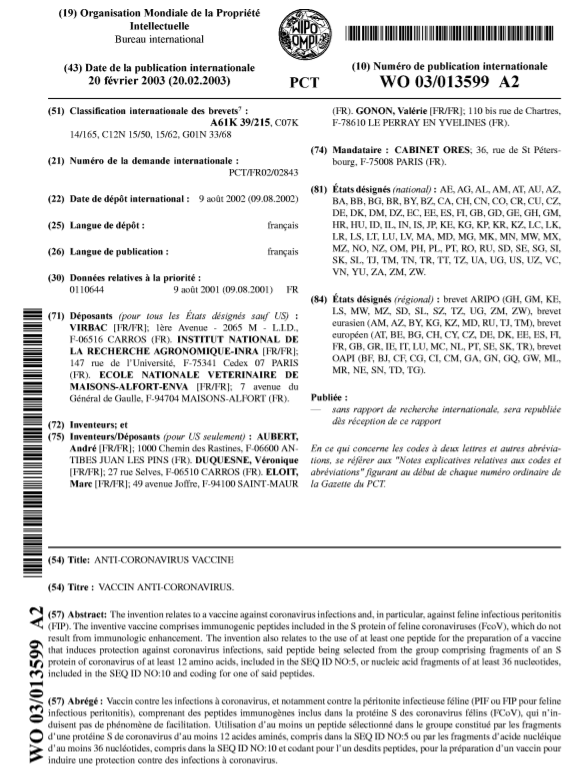 (19) Organisation Mondiale de la Propriété
Intellectuelle
Bureau international
WIPO
OMPI
(43) Date de la publication internationale
20 février 2003 (20.02.2003)
PCT
(10) Numéro de publication internationale
WO 03/013599 A2
(51) Classification internationale des brevets7 :
A61K 39/215, C07K
14/165, C12N 15/50, 15/62, G01N 33/68
(21) Numéro de la demande internationale :
PCT/FR02/02843
(22) Date de dépôt international : 9 août 2002 (09.08.2002)
(25) Langue de dépôt : français
(26) Langue de publication : français
(30) Données relatives à la priorité :
0110644 9 août 2001 (09.08.2001) FR
(71) Déposants (pour tous les États désignés sauf US) :
VIRBAC [FR/FR]; 1ère Avenue - 2065 M - L.I.D.,
F-06516 CARROS (FR). INSTITUT NATIONAL DE
LA RECHERCHE AGRONOMIQUE-INRA [FR/FR];
147 rue de l'Université, F-75341 Cedex 07 PARIS
(FR). ECOLE NATIONALE VETERINAIRE DE
MAISONS-ALFORT-ENVA [FR/FR]; 7 avenue du
Général de Gaulle, F-94704 MAISONS-ALFORT (FR).
(72) Inventeurs; et
(75) Inventeurs/Déposants (pour US seulement) : AUBERT,
André [FR/FR]; 1000 Chemin des Rastines, F-06600 AN-
TIBES JUAN LES PINS (FR). DUQUESNE, Véronique
[FR/FR]; 27 rue Selves, F-06510 CARROS (FR). ELOIT,
Marc [FR/FR]; 49 avenue Joffre, F-94100 SAINT-MAUR
(FR). GONON, Valérie [FR/FR]; 110 bis rue de Chartres,
F-78610 LE PERRAY EN YVELINES (FR).
(74) Mandataire : CABINET ORES; 36, rue de St Péters-
bourg, F-75008 PARIS (FR).
(81) États désignés (national) : AE, AG, AL, AM, AT, AU, AZ,
BA, BB, BG, BR, BY, BZ, CA, CH, CN, CO, CR, CU, CZ,
DE, DK, DM, DZ, EC, EE, ES, FI, GB, GD, GE, GH, GM,
HR, HU, ID, IL, IN, IS, JP, KE, KG, KP, KR, KZ, LC, LK,
LR, LS, LT, LU, LV, MA, MD, MG, MK, MN, MW, MX,
MZ, NO, NZ, OM, PH, PL, PT, RO, RU, SD, SE, SG, SI,
SK, SL, TJ, TM, TN, TR, TT, TZ, UA, UG, US, UZ, VC,
VN, YU, ZA, ZM, ZW.
(84) États désignés (régional) : brevet ARIPO (GH, GM, KE,
LS, MW, MZ, SD, SL, SZ, TZ, UG, ZM, ZW), brevet
eurasien (AM, AZ, BY, KG, KZ, MD, RU, TJ, TM), brevet
européen (AT, BE, BG, CH, CY, CZ, DE, DK, EE, ES, FI,
FR, GB, GR, IE, IT, LU, MC, NL, PT, SE, SK, TR), brevet
OAPI (BF, BJ, CF, CG, CI, CM, GA, GN, GQ, GW, ML,
MR, NE, SN, TD, TG).
Publiée :
— sans rapport de recherche internationale, sera republiée
dès réception de ce rapport
En ce qui concerne les codes à deux lettres et autres abrévia-
tions, se référer aux "Notes explicatives relatives aux codes et
abréviations" figurant au début de chaque numéro ordinaire de
la Gazette du PCT.
(54) Title: ANTI-CORONAVIRUS VACCINE
(54) Titre : VACCIN ANTI-CORONAVIRUS.
(57) Abstract: The invention relates to a vaccine against coronavirus infections and, in particular, against feline infectious peritonitis
(FIP). The inventive vaccine comprises immunogenic peptides included in the S protein of feline coronaviruses (FcoV), which do not
result from immunologic enhancement. The invention also relates to the use of at least one peptide for the preparation of a vaccine
that induces protection against coronavirus infections, said peptide being selected from the group comprising fragments of an S
protein of coronavirus of at least 12 amino acids, included in the SEQ ID NO:5, or nucleic acid fragments of at least 36 nucleotides,
included in the SEQ ID NO:10 and coding for one of said peptides.
(57) Abrégé : Vaccin contre les infections à coronavirus, et notamment contre la péritonite infectieuse féline (PIF ou FIP pour feline
infectious peritonitis), comprenant des peptides immunogènes inclus dans la protéine S des coronavirus félins (FCoV), qui n'in-
duisent pas de phénomène de facilitation. Utilisation d'au moins un peptide sélectionné dans le groupe constitué par les fragments
d'une protéine S de coronavirus d'au moins 12 acides aminés, compris dans la SEQ ID NO:5 ou par les fragments d'acide nucléique
d'au moins 36 nucléotides, compris dans la SEQ ID NO:10 et codant pour l'un desdits peptides, pour la préparation d'un vaccin pour
induire une protection contre des infections à coronavirus.
WO 03/013599 A2